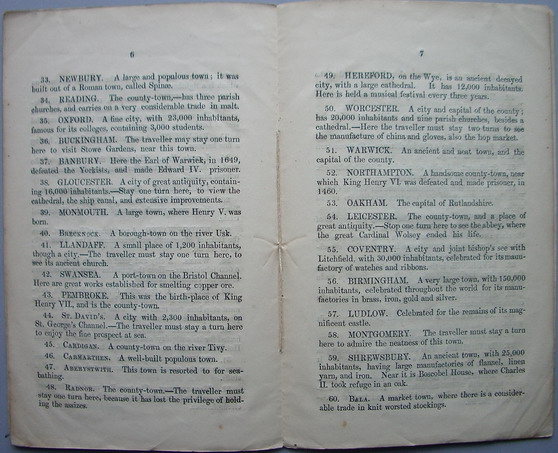 6
33. NEWBURY. A large and populous town; it was
built out of a Roman town, called Spinæ.
34. READING. The county-town,—has three parish
churches, and carries on a very considerable trade in malt.
35. OXFORD. A fine city, with 23,000 inhabitants,
famous for its colleges, containing 3,000 students.
36. BUCKINGHAM. The traveller may stay one turn
here to visit Stowe Gardens, near this town.
37. BANBURY. Here the Earl of Warwick, in 1649,
defeated the Yorkists, and made Edward IV. prisoner.
38. GLOUCESTER. A city of great antiquity, contain-
ing 16,000 inhabitants.—Stay one turn here, to view the
cathedral, the ship canal, and extensive improvements.
39. MONMOUTH. A large town, where Henry V. was
born.
40. BRECKNOCK. A borough-town on the river Usk.
41. LLANDAFF. A small place of 1,200 inhabitants,
though a city.—The traveller must stay one turn here, to
see its ancient church.
42. SWANSEA. A port-town on the Bristol Channel.
Here are great works established for smelting copper ore.
43. PEMBROKE. This was the birth-place of King
Henry VII, and is the county-town.
44. ST. DAVID'S. A city with 2,300 inhabitants, on
St. George's Channel.—The traveller must stay a turn here
to enjoy the fine prospect at sea.
45. CARDIGAN. A county-town on the river Tivy.
46. CARMARTHEN. A well-built populous town.
47. ABERYSTWITH. This town is resorted to for sea-
bathing.
48. RADNOR. The county-town.—The traveller must
stay one turn here, because it has lost the privilege of hold-
ing the assizes.
7
49. HEREFORD, on the Wye, is an ancient decayed
city, with a large cathedral. It has 12,000 inhabitants.
Here is held a musical festival every three years.
50. WORCESTER. A city and capital of the county;
has 20,000 inhabitants and nine parish churches, besides a
cathedral.—Here the traveller must stay two turns to see
the manufacture of china and gloves, also the hop market.
51. WARWICK. An ancient and neat town, and the
capital of the county.
52. NORTHAMPTON. A handsome county-town, near
which King Henry VI. was defeated and made prisoner, in
1460.
53. OAKHAM. The capital of Rutlandshire.
54. LEICESTER. The county-town, and a place of
great antiquity.—Stop one turn here to see the abbey, where
the great Cardinal Wolsey ended his life.
55. COVENTRY. A city and joint bishop's see with
Litchfield, with 30,000 inhabitants, celebrated for its manu-
factory of watches and ribbons.
56. BIRMINGHAM. A very large town, with 150,000
inhabitants, celebrated throughout the world for its manu-
factories in brass, iron, gold and silver.
57. LUDLOW. Celebrated for the remains of its mag-
nificent castle.
58. MONTGOMERY. The traveller must stay a turn
here to admire the neatness of this town.
59. SHREWSBURY. An ancient town, with 25,000
inhabitants, having large manufactories of flannel, linen
yarn, and iron. Near it is Boscobel House, where Charles
II. took refuge in an oak.
60. BALA. A market town, where there is a consider-
able trade in knit worsted stockings.